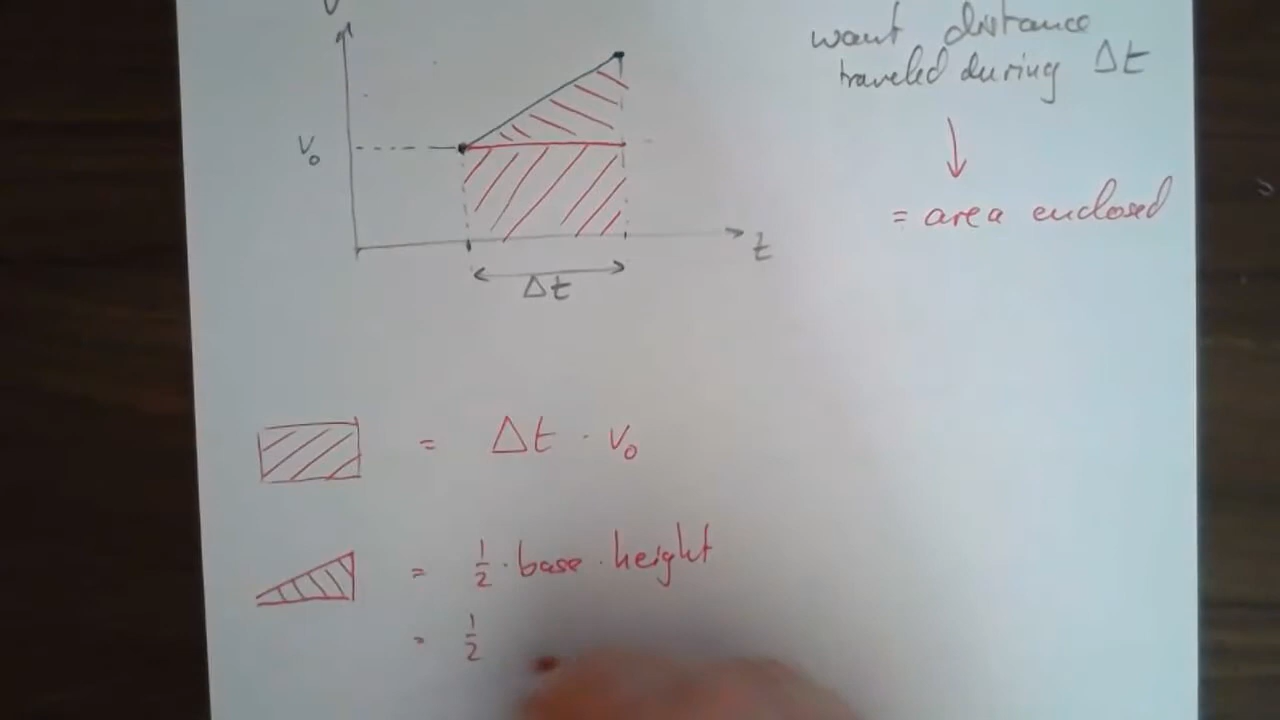 v
want distance
traveled during Δt
v₀
= area enclosed
t
Δt
= Δt · v₀
= 1/2 · base · height
= 1/2